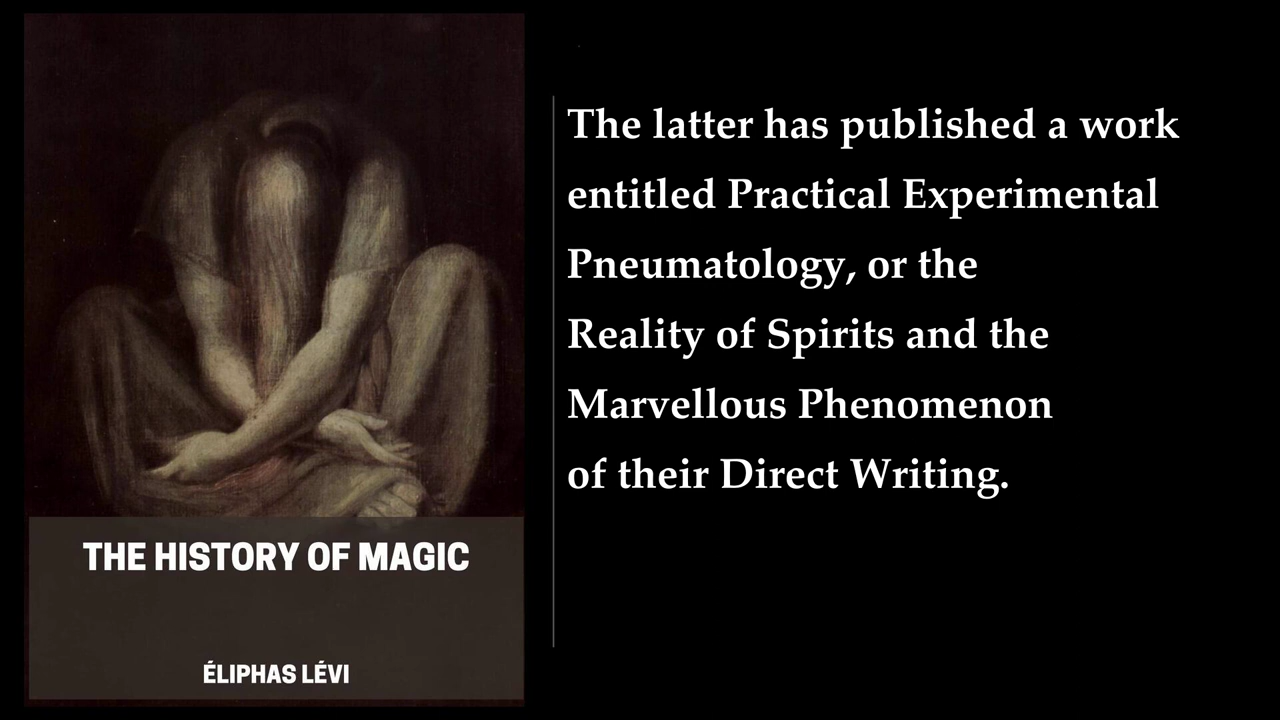 THE HISTORY OF MAGIC
ÉLIPHAS LÉVI
The latter has published a work
entitled Practical Experimental
Pneumatology, or the
Reality of Spirits and the
Marvellous Phenomenon
of their Direct Writing.